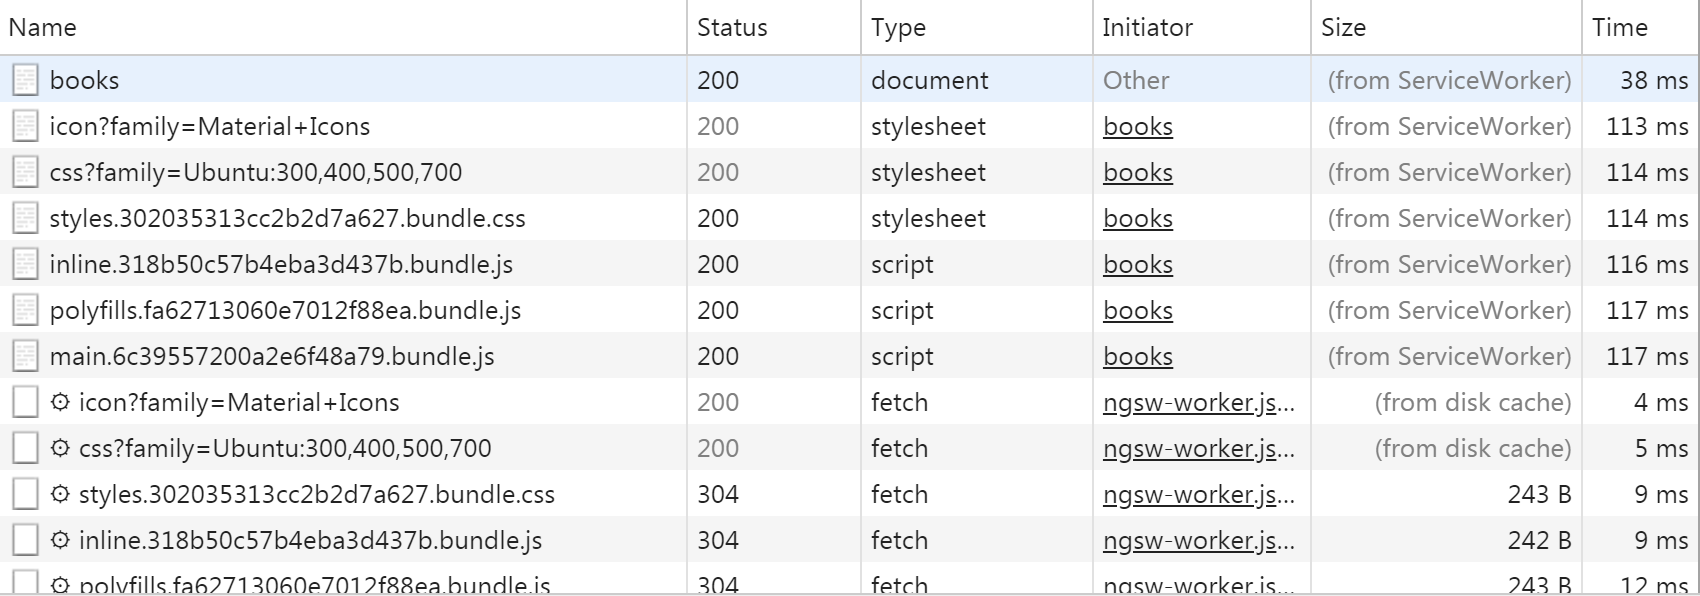 Name Status Type Initiator Size Time
books 200 document Other (from ServiceWorker) 38 ms
icon?family=Material+Icons 200 stylesheet books (from ServiceWorker) 113 ms
css?family=Ubuntu:300,400,500,700 200 stylesheet books (from ServiceWorker) 114 ms
styles.302035313cc2b2d7a627.bundle.css 200 stylesheet books (from ServiceWorker) 114 ms
inline.318b50c57b4eba3d437b.bundle.js 200 script books (from ServiceWorker) 116 ms
polyfills.fa62713060e7012f88ea.bundle.js 200 script books (from ServiceWorker) 117 ms
main.6c39557200a2e6f48a79.bundle.js 200 script books (from ServiceWorker) 117 ms
icon?family=Material+Icons 200 fetch ngsw-worker.js... (from disk cache) 4 ms
css?family=Ubuntu:300,400,500,700 200 fetch ngsw-worker.js... (from disk cache) 5 ms
styles.302035313cc2b2d7a627.bundle.css 304 fetch ngsw-worker.js... 243 B 9 ms
inline.318b50c57b4eba3d437b.bundle.js 304 fetch ngsw-worker.js... 242 B 9 ms
polyfills.fa62713060e7012f88ea.bundle.js 304 fetch ngsw-worker.js... 243 B 12 ms